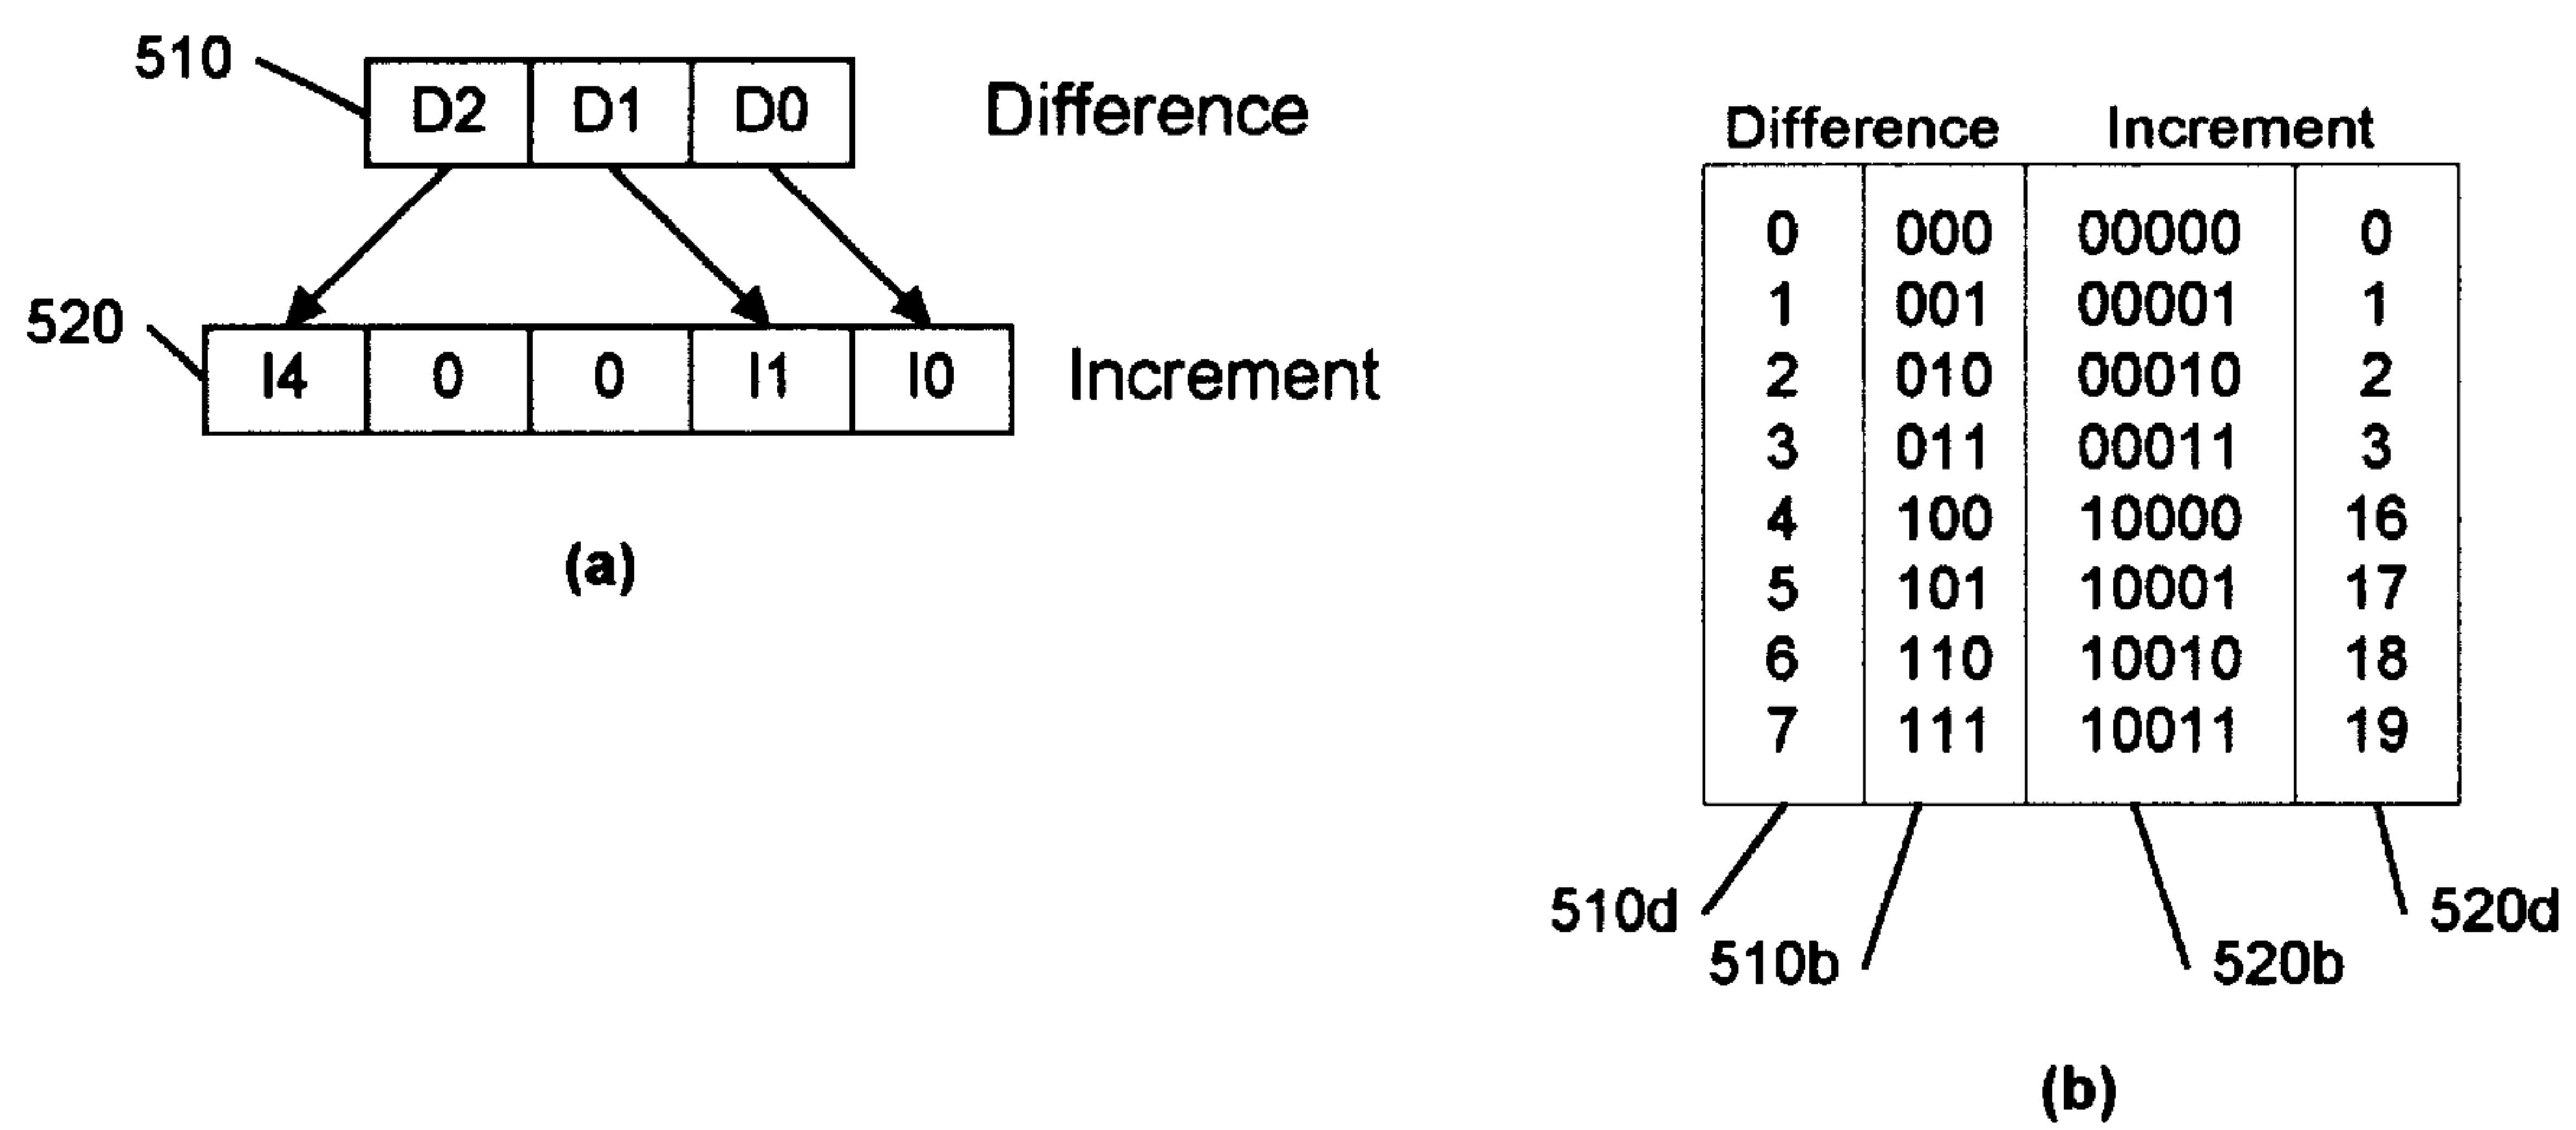 510
D2 D1 D0 Difference
520
I4 0 0 I1 I0 Increment
(a)
Difference Increment
0 000 00000 0
1 001 00001 1
2 010 00010 2
3 011 00011 3
4 100 10000 16
5 101 10001 17
6 110 10010 18
7 111 10011 19
510d
510b
520b
520d
(b)